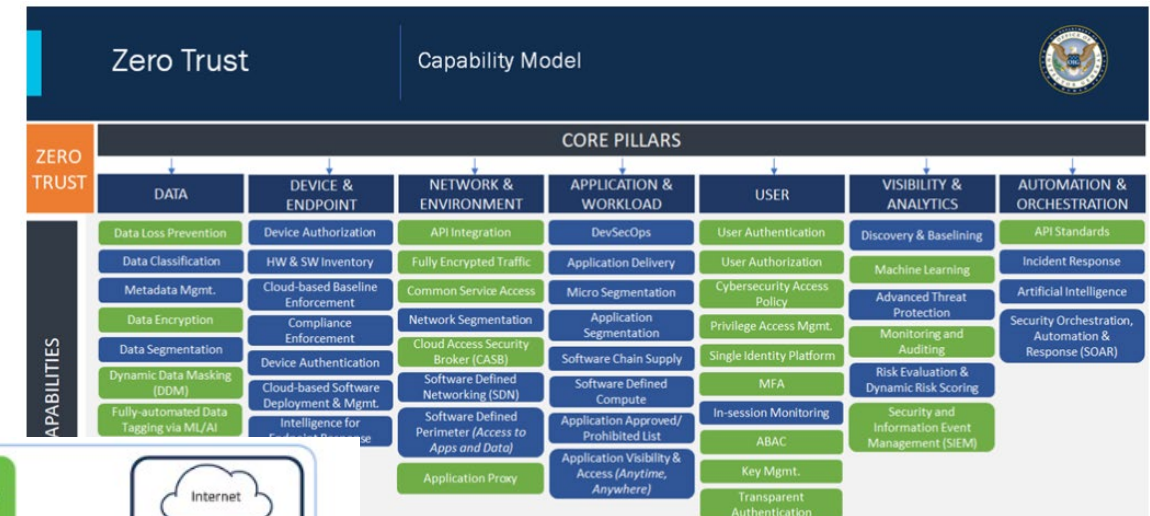 Zero Trust
Capability Model
ZERO
TRUST
CORE PILLARS
DATA
DEVICE &
ENDPOINT
NETWORK &
ENVIRONMENT
APPLICATION &
WORKLOAD
USER
VISIBILITY &
ANALYTICS
AUTOMATION &
ORCHESTRATION
Data Loss Prevention
Data Classification
Metadata Mgmt.
Data Encryption
Data Segmentation
Dynamic Data Masking
(DDM)
Fully-automated Data
Tagging via ML/AI
Device Authorization
HW & SW Inventory
Cloud-based Baseline
Enforcement
Compliance
Enforcement
Device Authentication
Cloud-based Software
Deployment & Mgmt.
Intelligence for
API Integration
Fully Encrypted Traffic
Common Service Access
Network Segmentation
Cloud Access Security
Broker (CASB)
Software Defined
Networking (SDN)
Software Defined
Perimeter (Access to
Apps and Data)
Application Proxy
DevSecOps
Application Delivery
Micro Segmentation
Application
Segmentation
Software Chain Supply
Software Defined
Compute
Application Approved/
Prohibited List
Application Visibility &
Access (Anytime,
Anywhere)
User Authentication
User Authorization
Cybersecurity Access
Policy
Privilege Access Mgmt.
Single Identity Platform
MFA
In-session Monitoring
ABAC
Key Mgmt.
Transparent
Authentication
Discovery & Baselining
Machine Learning
Advanced Threat
Protection
Monitoring and
Auditing
Risk Evaluation &
Dynamic Risk Scoring
Security and
Information Event
Management (SIEM)
API Standards
Incident Response
Artificial Intelligence
Security Orchestration,
Automation &
Response (SOAR)
Internet